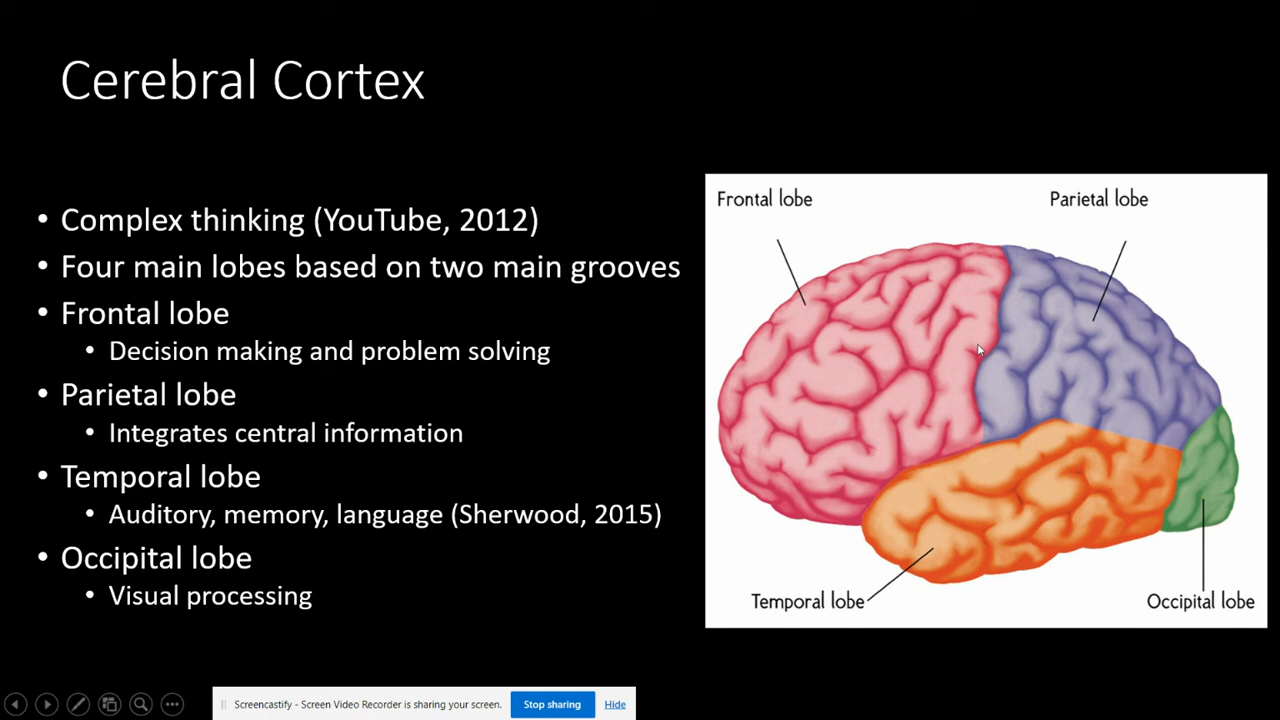 Cerebral Cortex
• Complex thinking (YouTube, 2012)
• Four main lobes based on two main grooves
• Frontal lobe
• Decision making and problem solving
• Parietal lobe
• Integrates central information
• Temporal lobe
• Auditory, memory, language (Sherwood, 2015)
• Occipital lobe
• Visual processing
Frontal lobe
Parietal lobe
Temporal lobe
Occipital lobe
Screencastify - Screen Video Recorder is sharing your screen.
Stop sharing
Hide